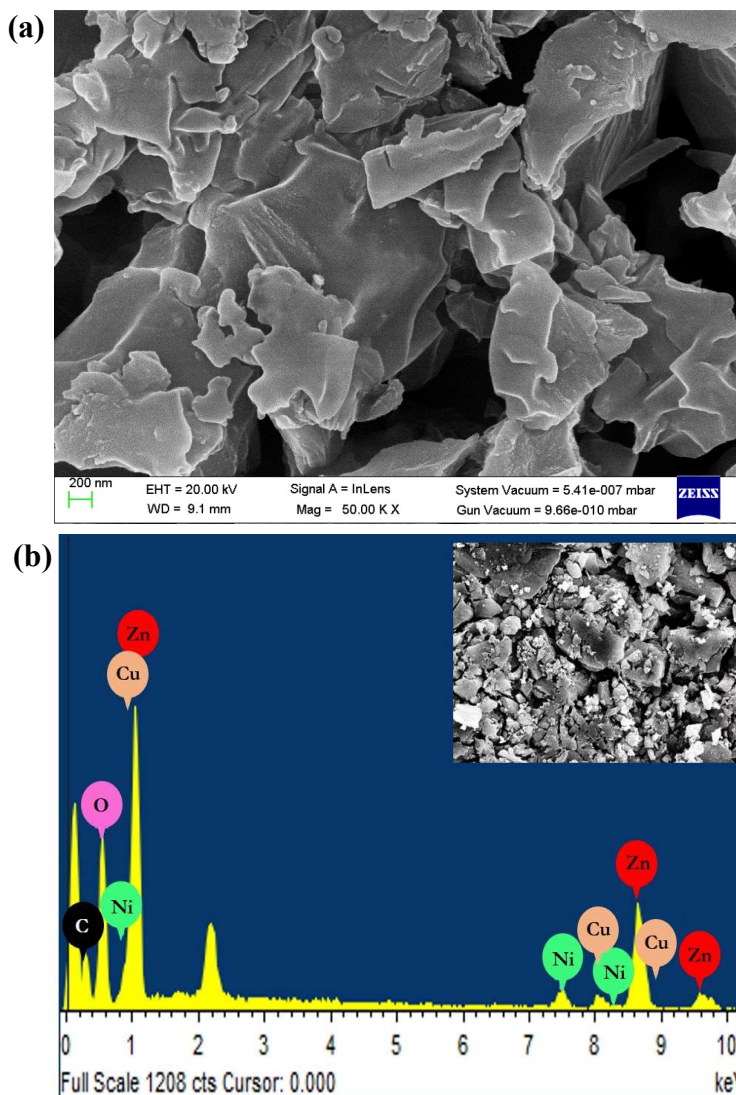 (a)
200 nm
EHT = 20.00 kV
Signal A = InLens
System Vacuum = 5.41e-007 mbar
ZEISS
WD = 9.1 mm
Mag = 50.00 K X
Gun Vacuum = 9.66e-010 mbar
(b)
Zn
Cu
O
Ni
C
Zn
Cu
Cu
Ni
Ni
Zn
0 1 2 3 4 5 6 7 8 9 10
Full Scale 1208 cts Cursor: 0.000
keV